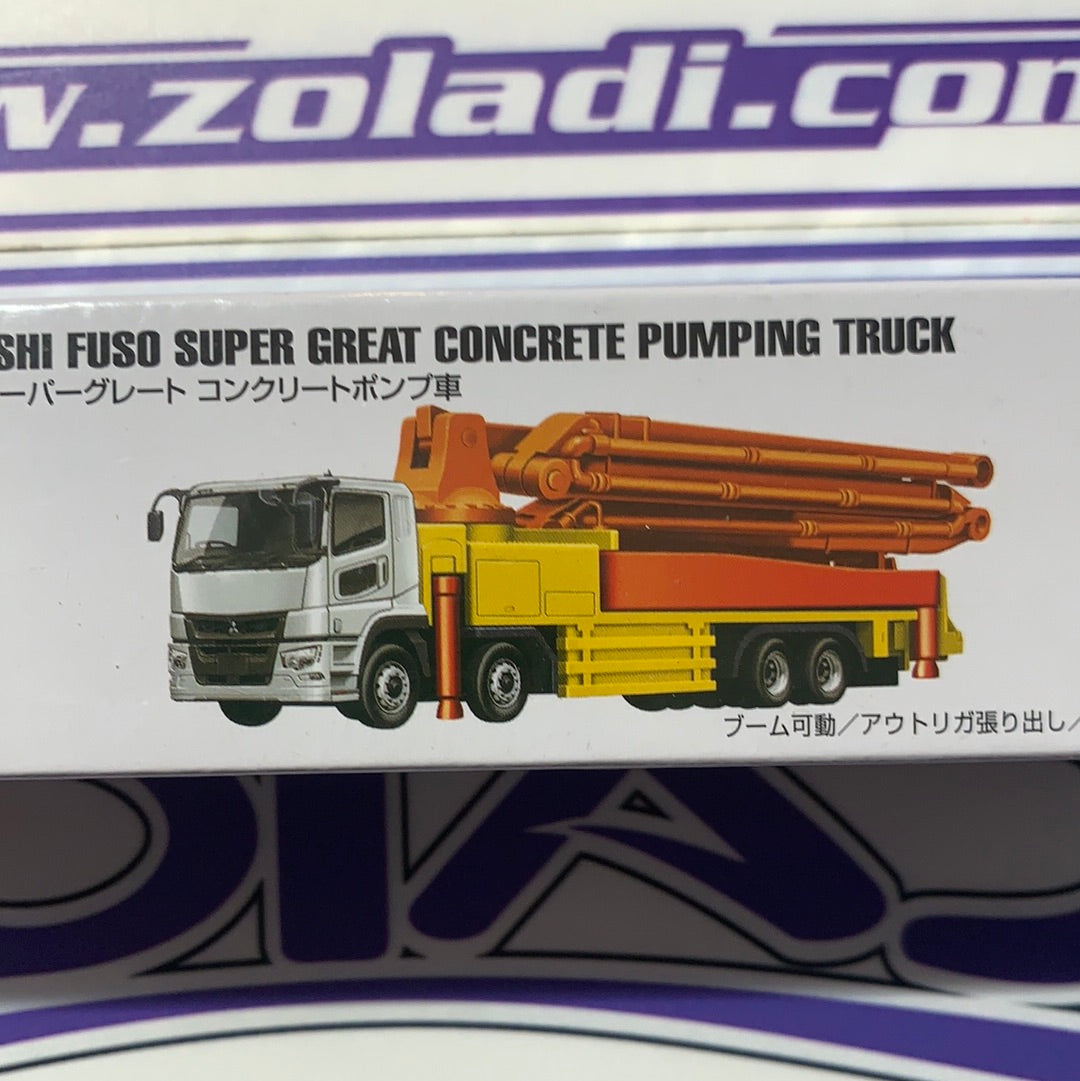 w.zoladi.com
SHI FUSO SUPER GREAT CONCRETE PUMPING TRUCK
ーパーグレート コンクリートポンプ車
ブーム可動／アウトリガ張り出し／